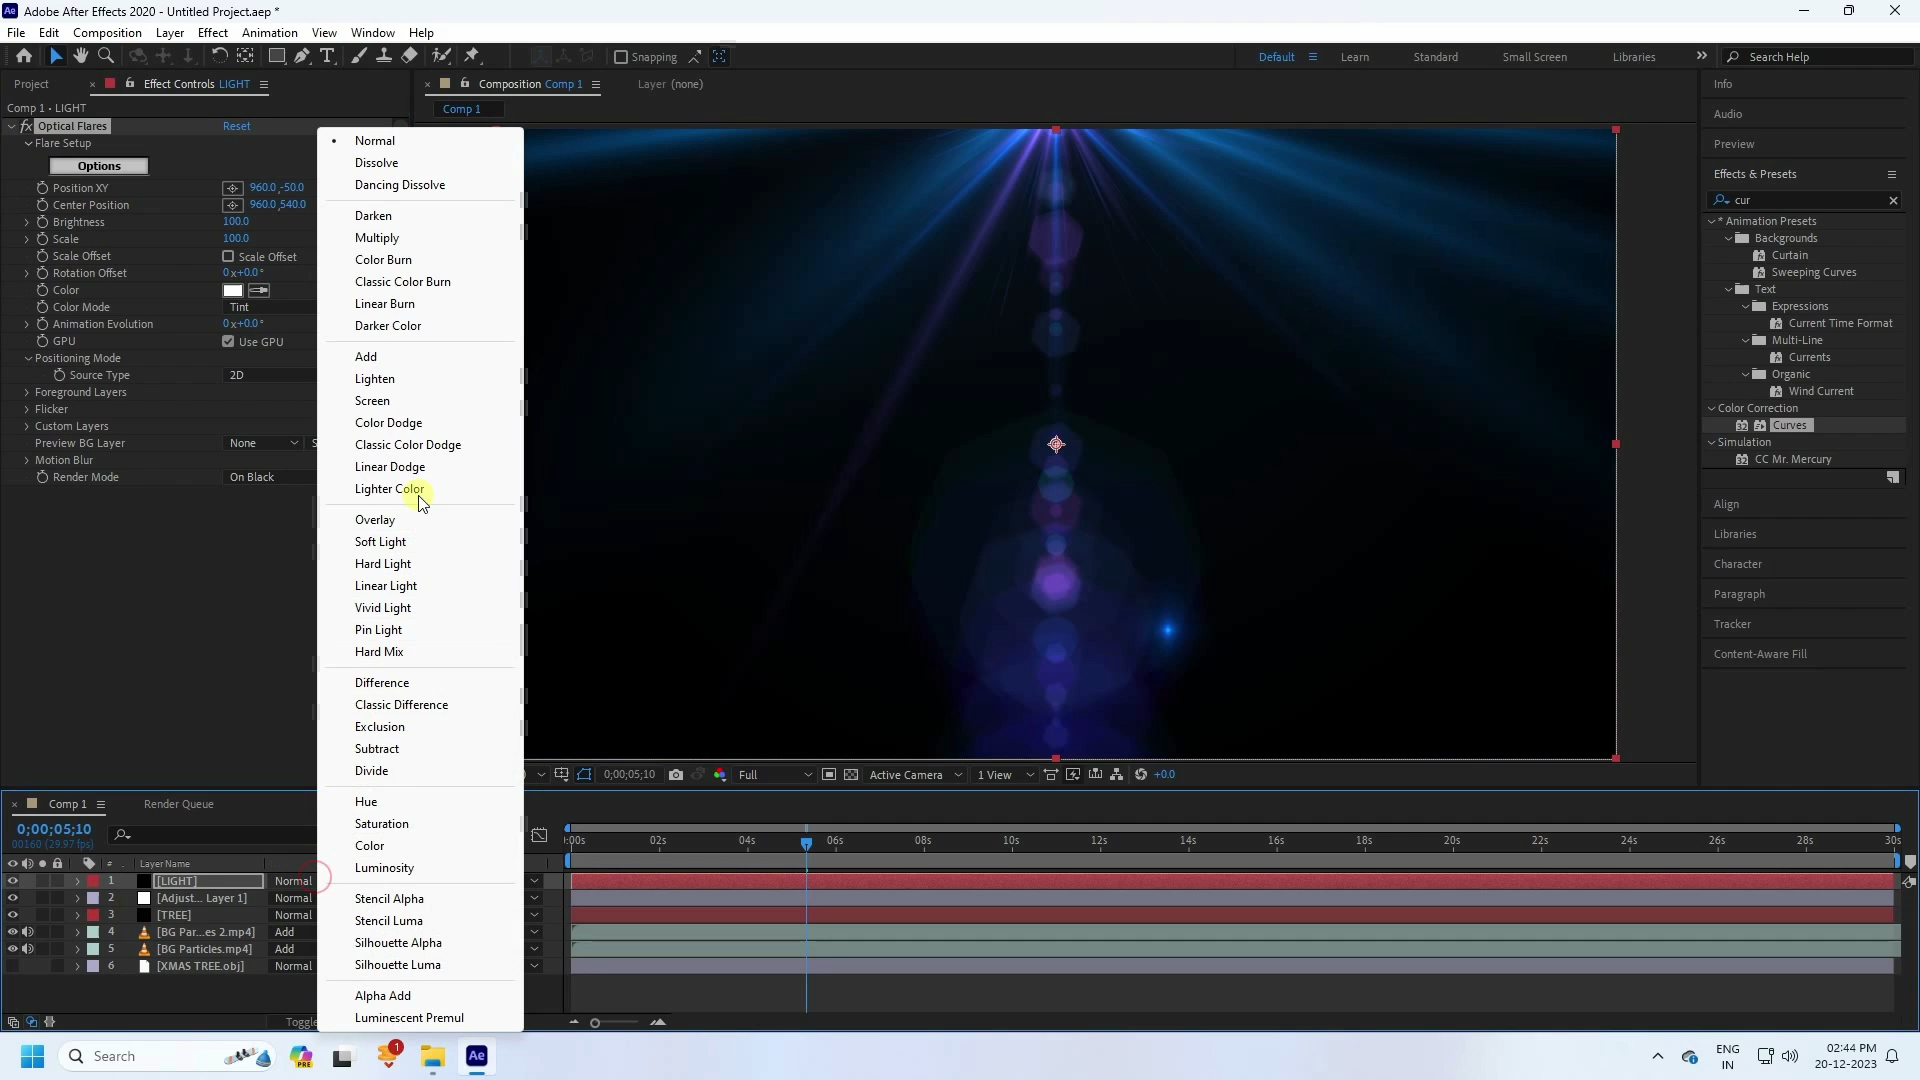 Adobe After Effects 2020 - Untitled Project.aep *
File Edit Composition Layer Effect Animation View Window Help
Snapping Default Learn Standard Small Screen Libraries Search Help
Project Effect Controls LIGHT Composition Comp 1 Layer (none)
Comp 1 • LIGHT
Comp 1
fx Optical Flares Reset
Flare Setup
Options
Position XY 960.0,-50.0
Center Position 960.0,540.0
Brightness 100.0
Scale 100.0
Scale Offset Scale Offset
Rotation Offset 0x+0.0°
Color
Color Mode Tint
Animation Evolution 0x+0.0°
GPU Use GPU
Positioning Mode
Source Type 2D
Foreground Layers
Flicker
Custom Layers
Preview BG Layer None
Motion Blur
Render Mode On Black
Normal
Dissolve
Dancing Dissolve
Darken
Multiply
Color Burn
Classic Color Burn
Linear Burn
Darker Color
Add
Lighten
Screen
Color Dodge
Classic Color Dodge
Linear Dodge
Lighter Color
Overlay
Soft Light
Hard Light
Linear Light
Vivid Light
Pin Light
Hard Mix
Difference
Classic Difference
Exclusion
Subtract
Divide
Hue
Saturation
Color
Luminosity
Stencil Alpha
Stencil Luma
Silhouette Alpha
Silhouette Luma
Alpha Add
Luminescent Premul
Info
Audio
Preview
Effects & Presets
cur
* Animation Presets
Backgrounds
Curtain
Sweeping Curves
Text
Expressions
Current Time Format
Multi-Line
Currents
Organic
Wind Current
Color Correction
32 Curves
Simulation
32 CC Mr. Mercury
Align
Libraries
Character
Paragraph
Tracker
Content-Aware Fill
0;00;05;10 Full Active Camera 1 View +0.0
Comp 1 Render Queue
0;00;05;10
00160 (29.97 fps)
:00s 02s 04s 06s 08s 10s 12s 14s 16s 18s 20s 22s 24s 26s 28s 30s
# Layer Name
1 [LIGHT] Normal
2 [Adjust... Layer 1] Normal
3 [TREE] Normal
4 [BG Par...es 2.mp4] Add
5 [BG Particles.mp4] Add
6 [XMAS TREE.obj] Normal
Toggle
Search PRE 1 Ae
ENG
IN
02:44 PM
20-12-2023